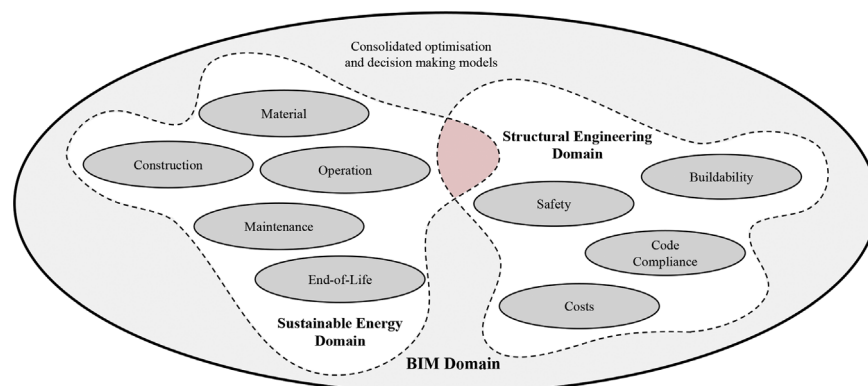 Consolidated optimisation
and decision making models
Material
Construction
Operation
Maintenance
End-of-Life
Sustainable Energy
Domain
Structural Engineering
Domain
Buildability
Safety
Code
Compliance
Costs
BIM Domain